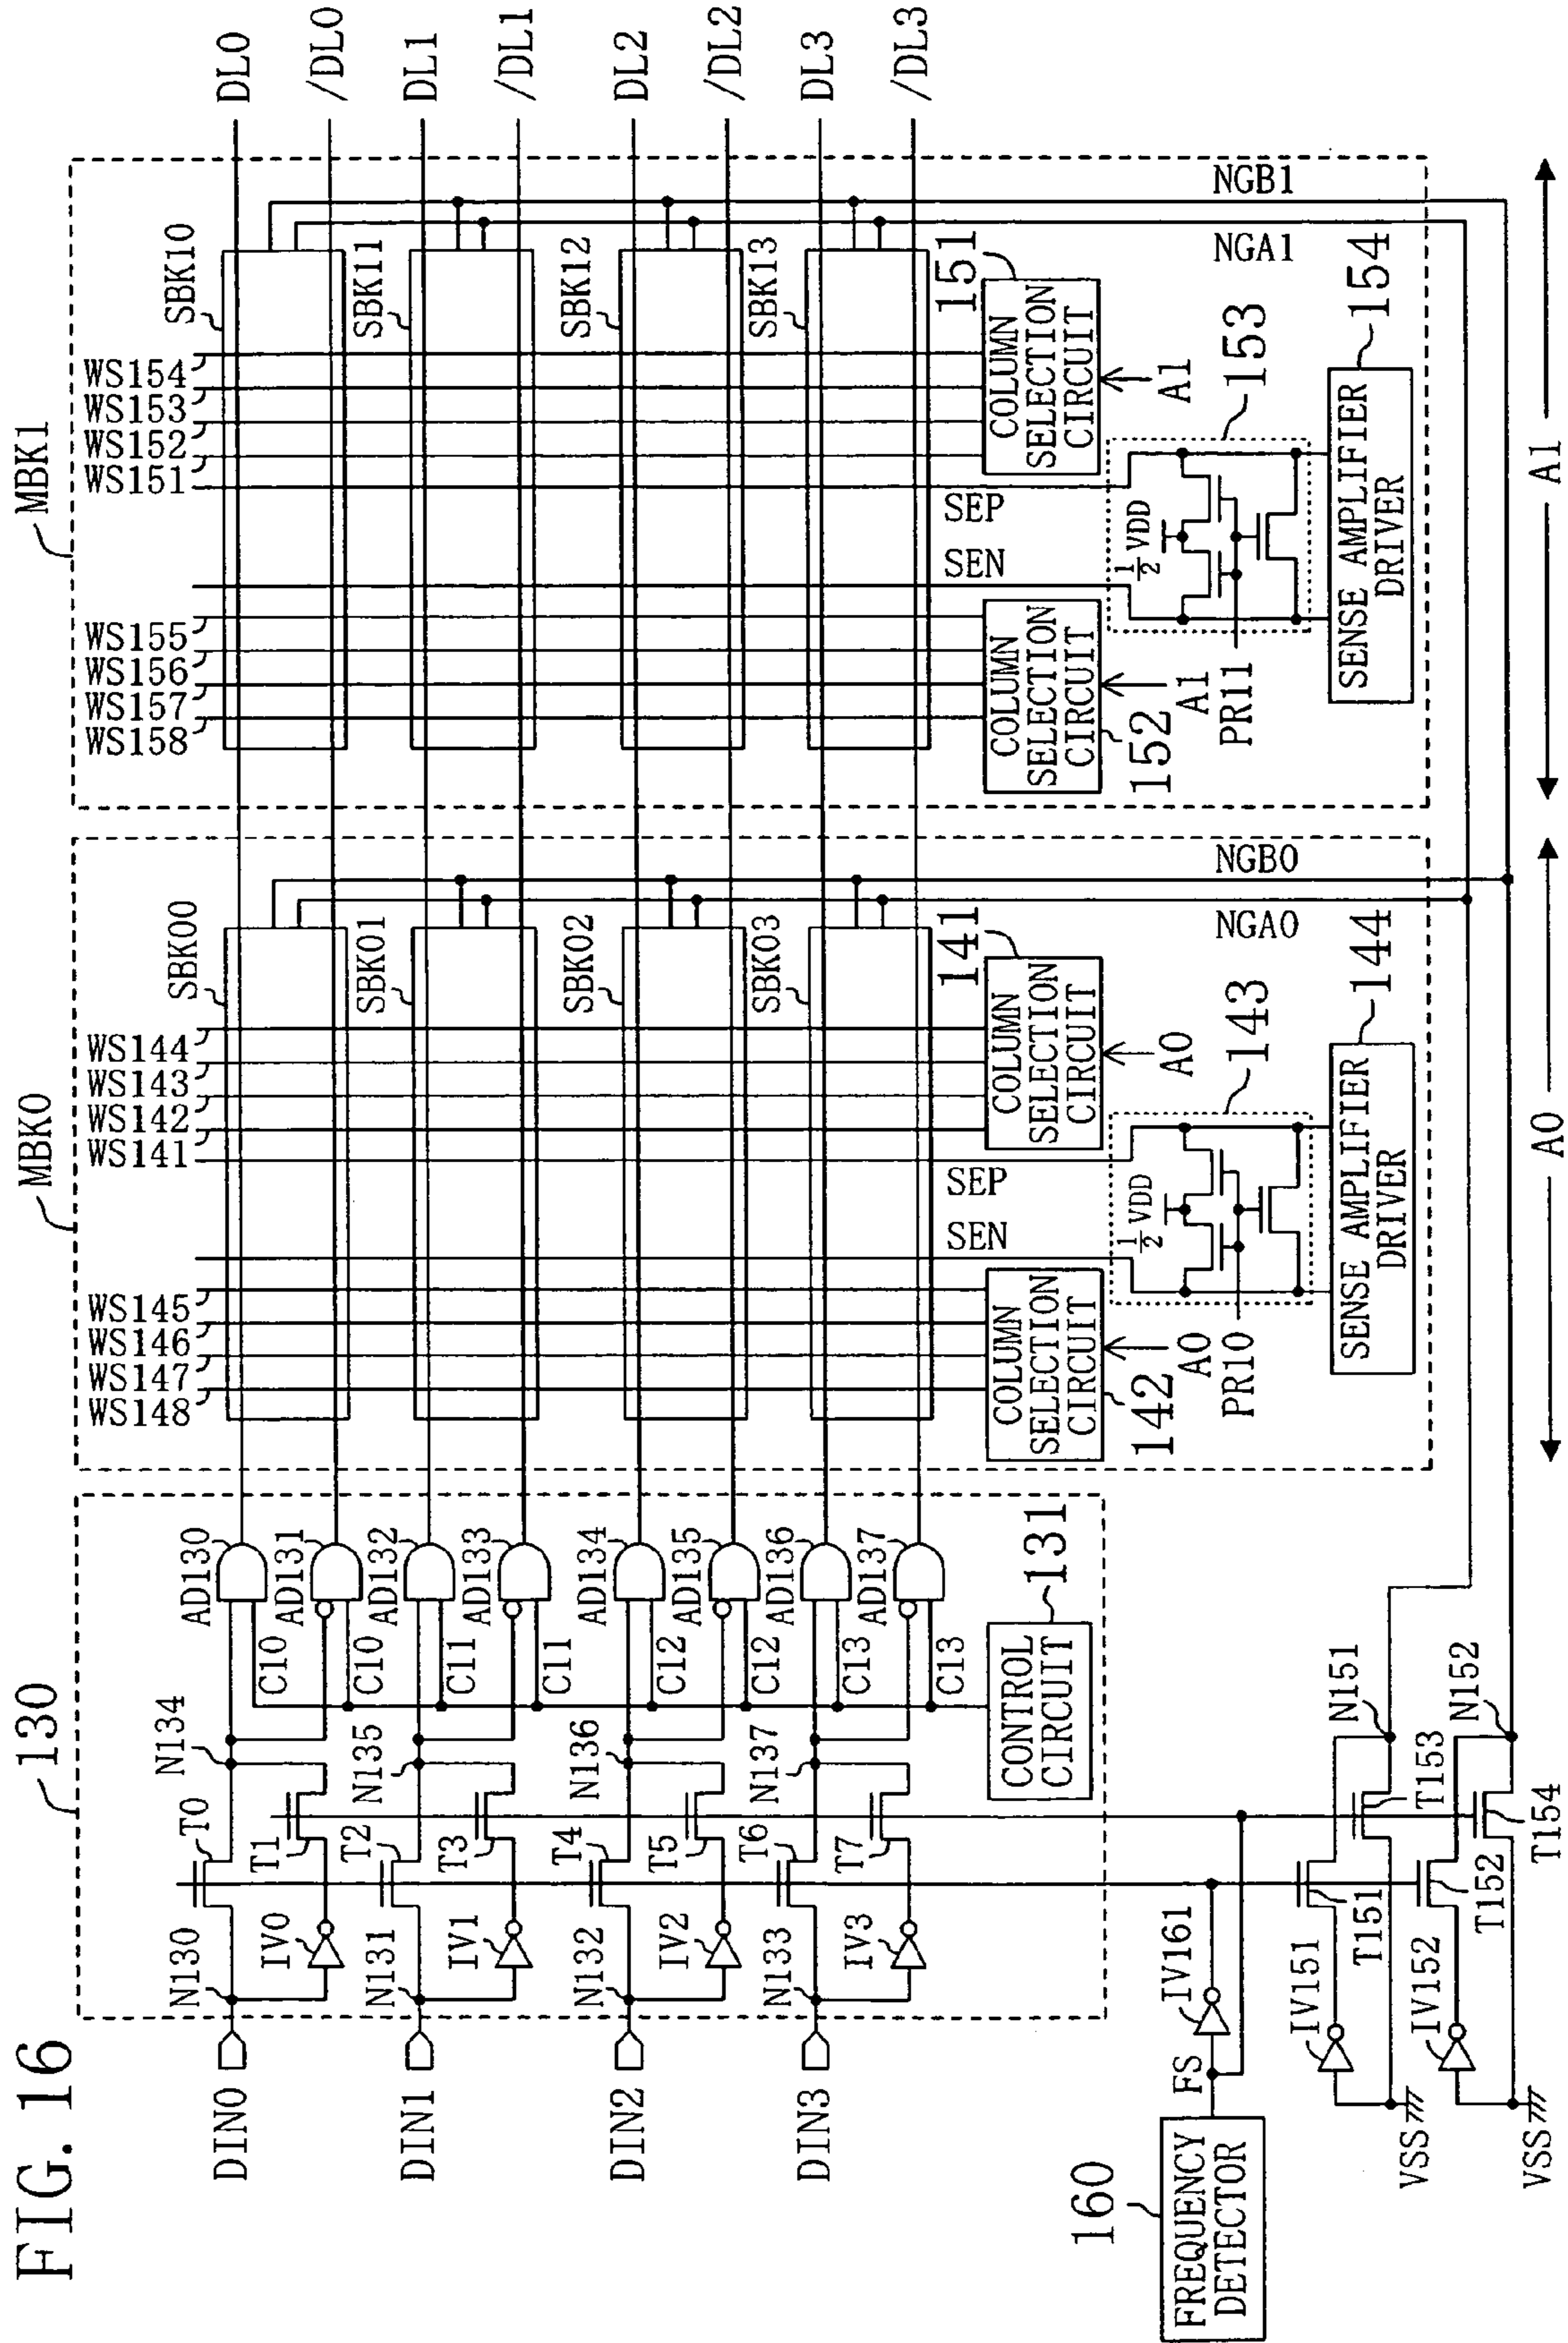 FIG. 16
130
MBK0
MBK1
DIN0
DIN1
DIN2
DIN3
N130
N131
N132
N133
IV0
IV1
IV2
IV3
T0
T1
T2
T3
T4
T5
T6
T7
N134
N135
N136
N137
C10
C10
C11
C11
C12
C12
C13
C13
AD130
AD131
AD132
AD133
AD134
AD135
AD136
AD137
CONTROL
CIRCUIT
131
WS148
WS147
WS146
WS145
WS141
WS142
WS143
WS144
SBK00
SBK01
SBK02
SBK03
SEN
SEP
COLUMN
SELECTION
CIRCUIT
142
A0
COLUMN
SELECTION
CIRCUIT
141
A0
PR10
1/2 VDD
143
SENSE AMPLIFIER
DRIVER
144
NGB0
NGA0
WS158
WS157
WS156
WS155
WS151
WS152
WS153
WS154
SBK10
SBK11
SBK12
SBK13
SEN
SEP
COLUMN
SELECTION
CIRCUIT
152
A1
COLUMN
SELECTION
CIRCUIT
151
A1
PR11
1/2 VDD
153
SENSE AMPLIFIER
DRIVER
154
NGB1
NGA1
DL0
/DL0
DL1
/DL1
DL2
/DL2
DL3
/DL3
160
FREQUENCY
DETECTOR
FS
IV161
IV151
IV152
T151
T152
T153
T154
N151
N152
VSS
VSS
A0
A1